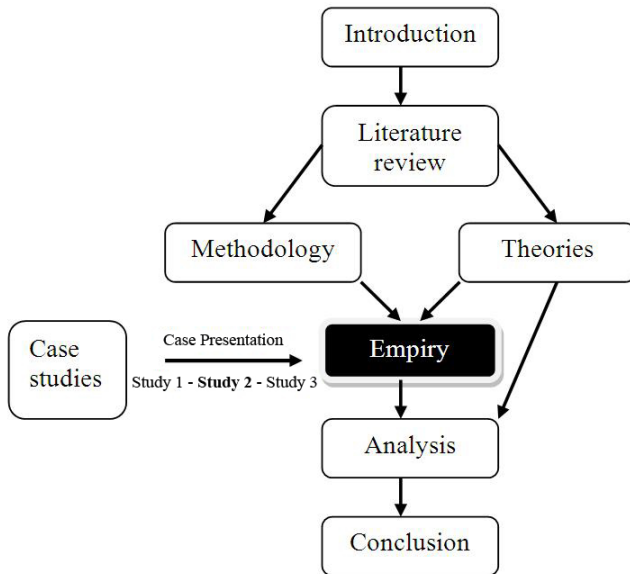 Introduction
Literature
review
Methodology
Theories
Case
studies
Case Presentation
Study 1 - Study 2 - Study 3
Empiry
Analysis
Conclusion